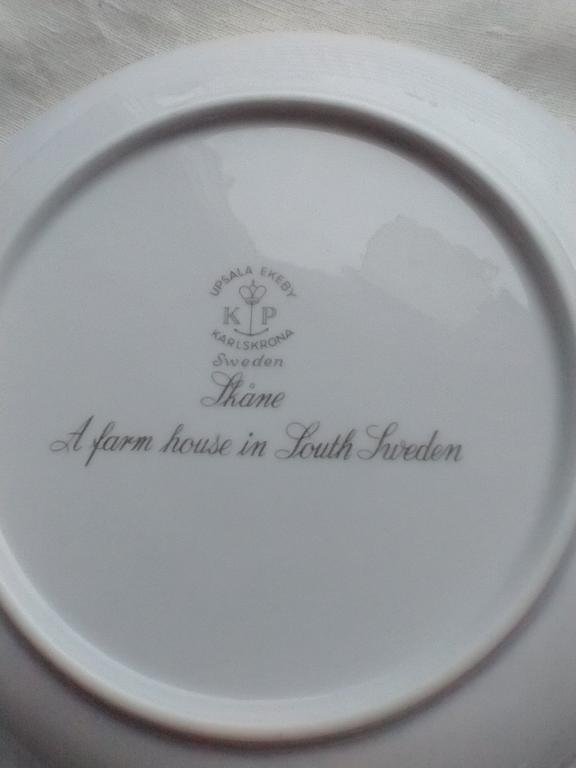 UPSALA EKEBY
K P
KARLSKRONA
Sweden
Skåne
A farm house in South Sweden